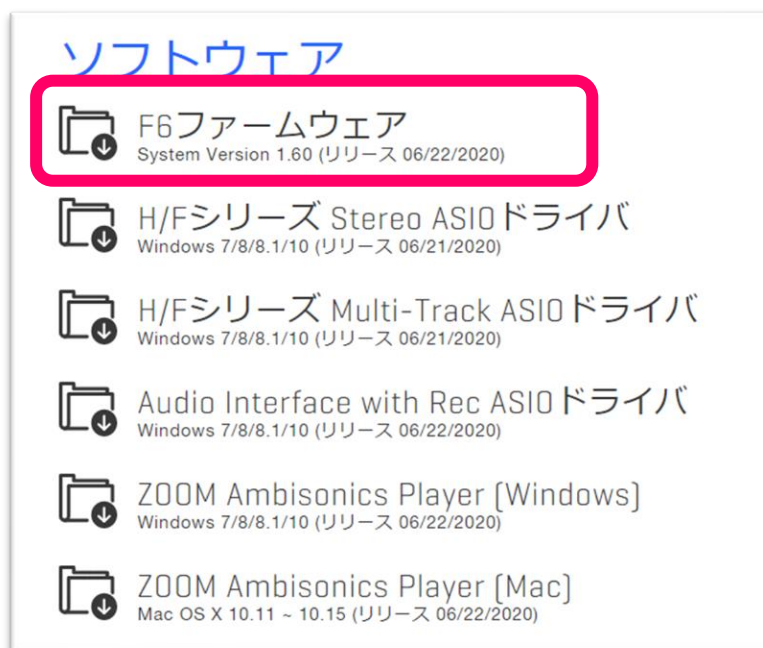 ソフトウェア
F6ファームウェア
System Version 1.60 (リリース 06/22/2020)
H/Fシリーズ Stereo ASIOドライバ
Windows 7/8/8.1/10 (リリース 06/21/2020)
H/Fシリーズ Multi-Track ASIOドライバ
Windows 7/8/8.1/10 (リリース 06/21/2020)
Audio Interface with Rec ASIOドライバ
Windows 7/8/8.1/10 (リリース 06/22/2020)
ZOOM Ambisonics Player (Windows)
Windows 7/8/8.1/10 (リリース 06/22/2020)
ZOOM Ambisonics Player (Mac)
Mac OS X 10.11 ~ 10.15 (リリース 06/22/2020)